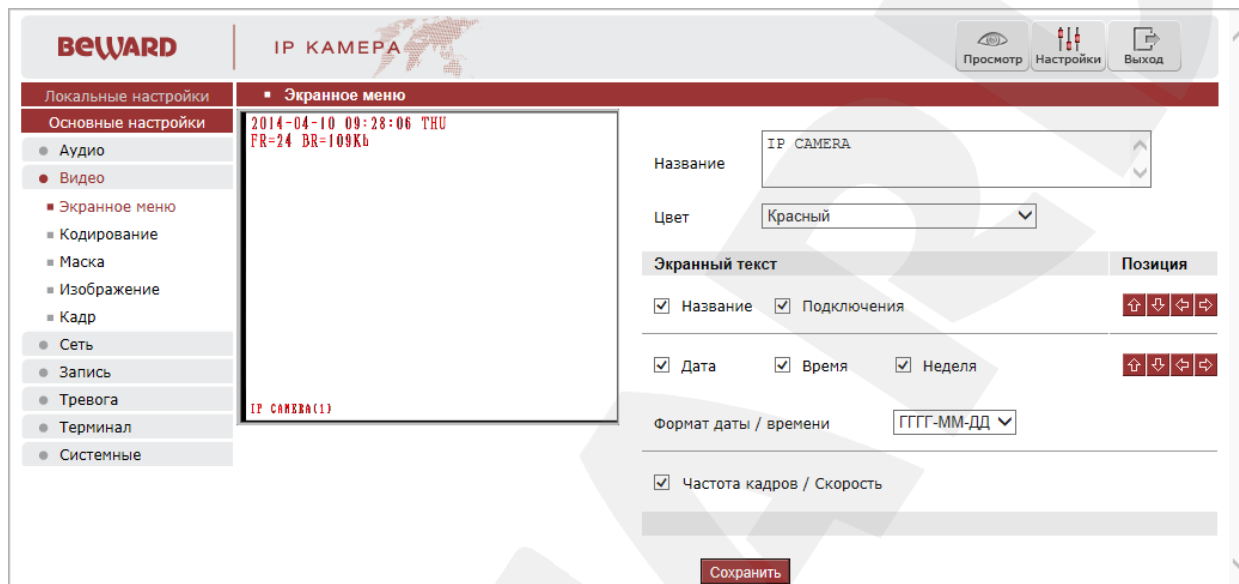 BEWARD
IP КАМЕРА
Просмотр Настройки Выход
Локальные настройки
Экранное меню
Основные настройки
Аудио
Видео
Экранное меню
Кодирование
Маска
Изображение
Кадр
Сеть
Запись
Тревога
Терминал
Системные
2014-04-10 09:28:06 THU
FR=24 BR=109Kb
IP CAMERA(1)
Название
IP CAMERA
Цвет
Красный
Экранный текст Позиция
Название Подключения
Дата Время Неделя
Формат даты / времени ГГГГ-ММ-ДД
Частота кадров / Скорость
Сохранить